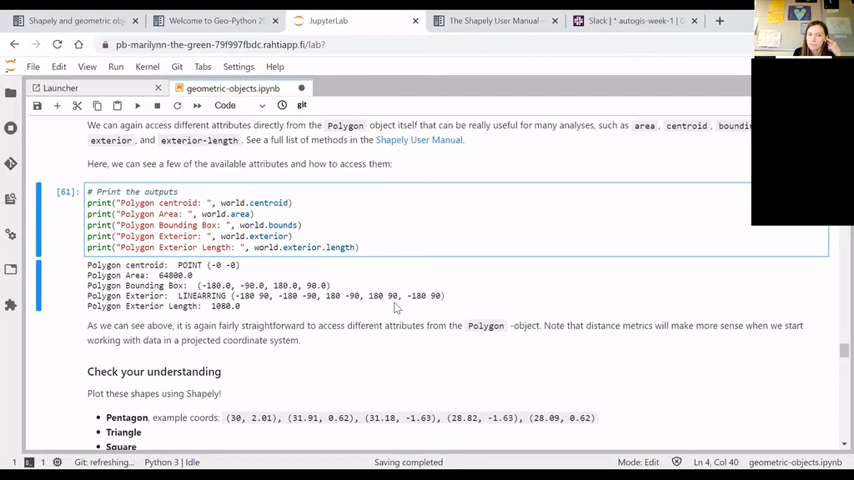 Shapely and geometric obj
Welcome to Geo-Python 20
JupyterLab
The Shapely User Manual —
Slack | * autogis-week-1 | C
pb-marilynn-the-green-79f997fbdc.rahtiapp.fi/lab?
File Edit View Run Kernel Git Tabs Settings Help
Launcher
geometric-objects.ipynb
Code
git
We can again access different attributes directly from the Polygon object itself that can be really useful for many analyses, such as area , centroid , boundin
exterior , and exterior-length . See a full list of methods in the Shapely User Manual.
Here, we can see a few of the available attributes and how to access them:
[61]: # Print the outputs
print("Polygon centroid: ", world.centroid)
print("Polygon Area: ", world.area)
print("Polygon Bounding Box: ", world.bounds)
print("Polygon Exterior: ", world.exterior)
print("Polygon Exterior Length: ", world.exterior.length)
Polygon centroid: POINT (-0 -0)
Polygon Area: 64800.0
Polygon Bounding Box: (-180.0, -90.0, 180.0, 90.0)
Polygon Exterior: LINEARRING (-180 90, -180 -90, 180 -90, 180 90, -180 90)
Polygon Exterior Length: 1080.0
As we can see above, it is again fairly straightforward to access different attributes from the Polygon -object. Note that distance metrics will make more sense when we start
working with data in a projected coordinate system.
Check your understanding
Plot these shapes using Shapely!
• Pentagon, example coords: (30, 2.01), (31.91, 0.62), (31.18, -1.63), (28.82, -1.63), (28.09, 0.62)
• Triangle
• Square
1 1 Git: refreshing... Python 3 | Idle Saving completed Mode: Edit Ln 4, Col 40 geometric-objects.ipynb